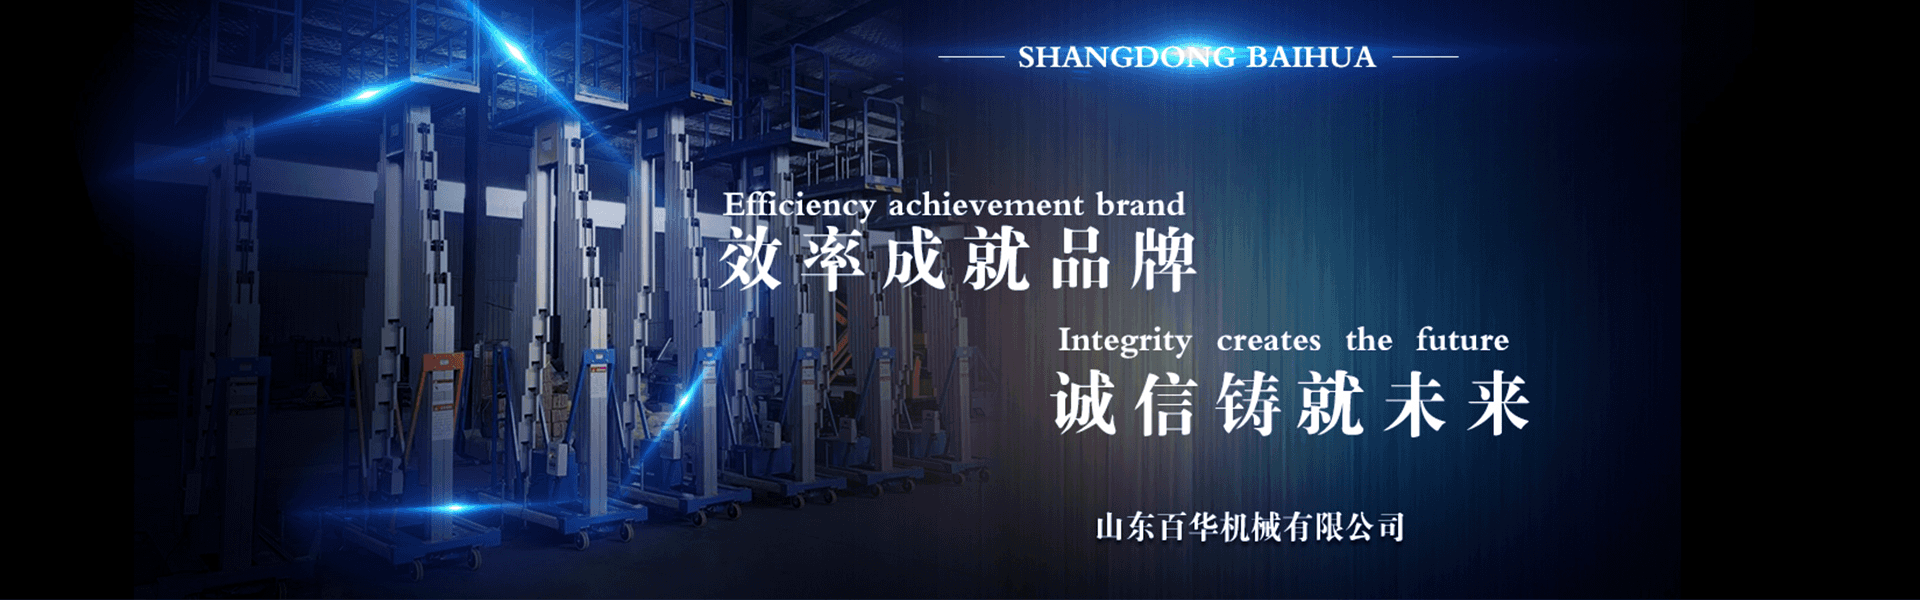 SHANGDONG BAIHUA
Efficiency achievement brand
效率成就品牌
Integrity creates the future
诚信铸就未来
山东百华机械有限公司